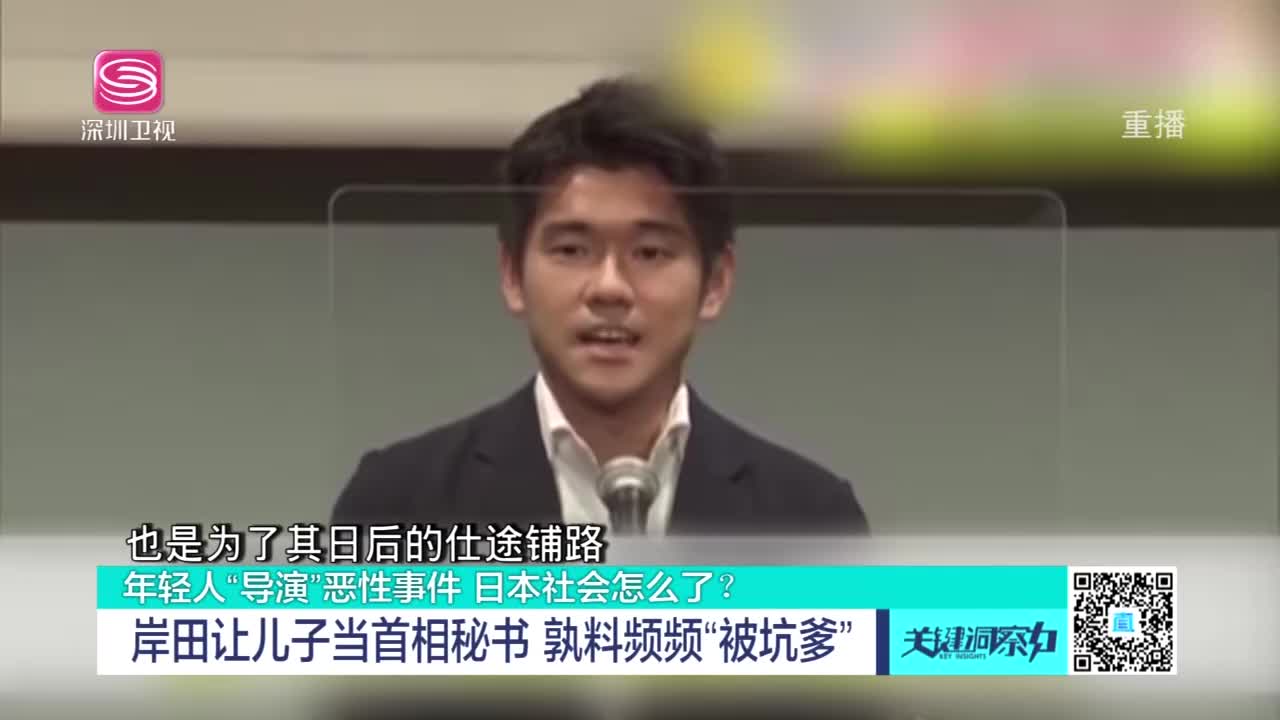 深圳卫视
重播
也是为了其日后的仕途铺路
年轻人“导演”恶性事件 日本社会怎么了？
岸田让儿子当首相秘书 孰料频频“被坑爹”
关键洞察力
KEY INSIGHTS
直